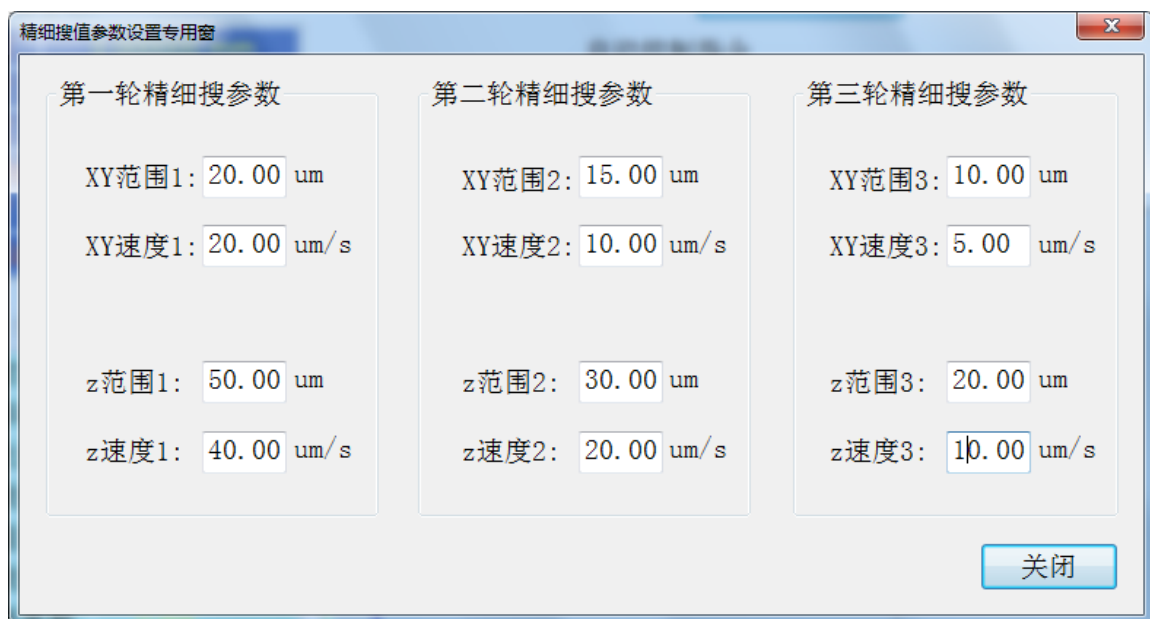 精细搜值参数设置专用窗
第一轮精细搜参数
XY范围1: 20.00 um
XY速度1: 20.00 um/s
z范围1: 50.00 um
z速度1: 40.00 um/s
第二轮精细搜参数
XY范围2: 15.00 um
XY速度2: 10.00 um/s
z范围2: 30.00 um
z速度2: 20.00 um/s
第三轮精细搜参数
XY范围3: 10.00 um
XY速度3: 5.00 um/s
z范围3: 20.00 um
z速度3: 10.00 um/s
关闭